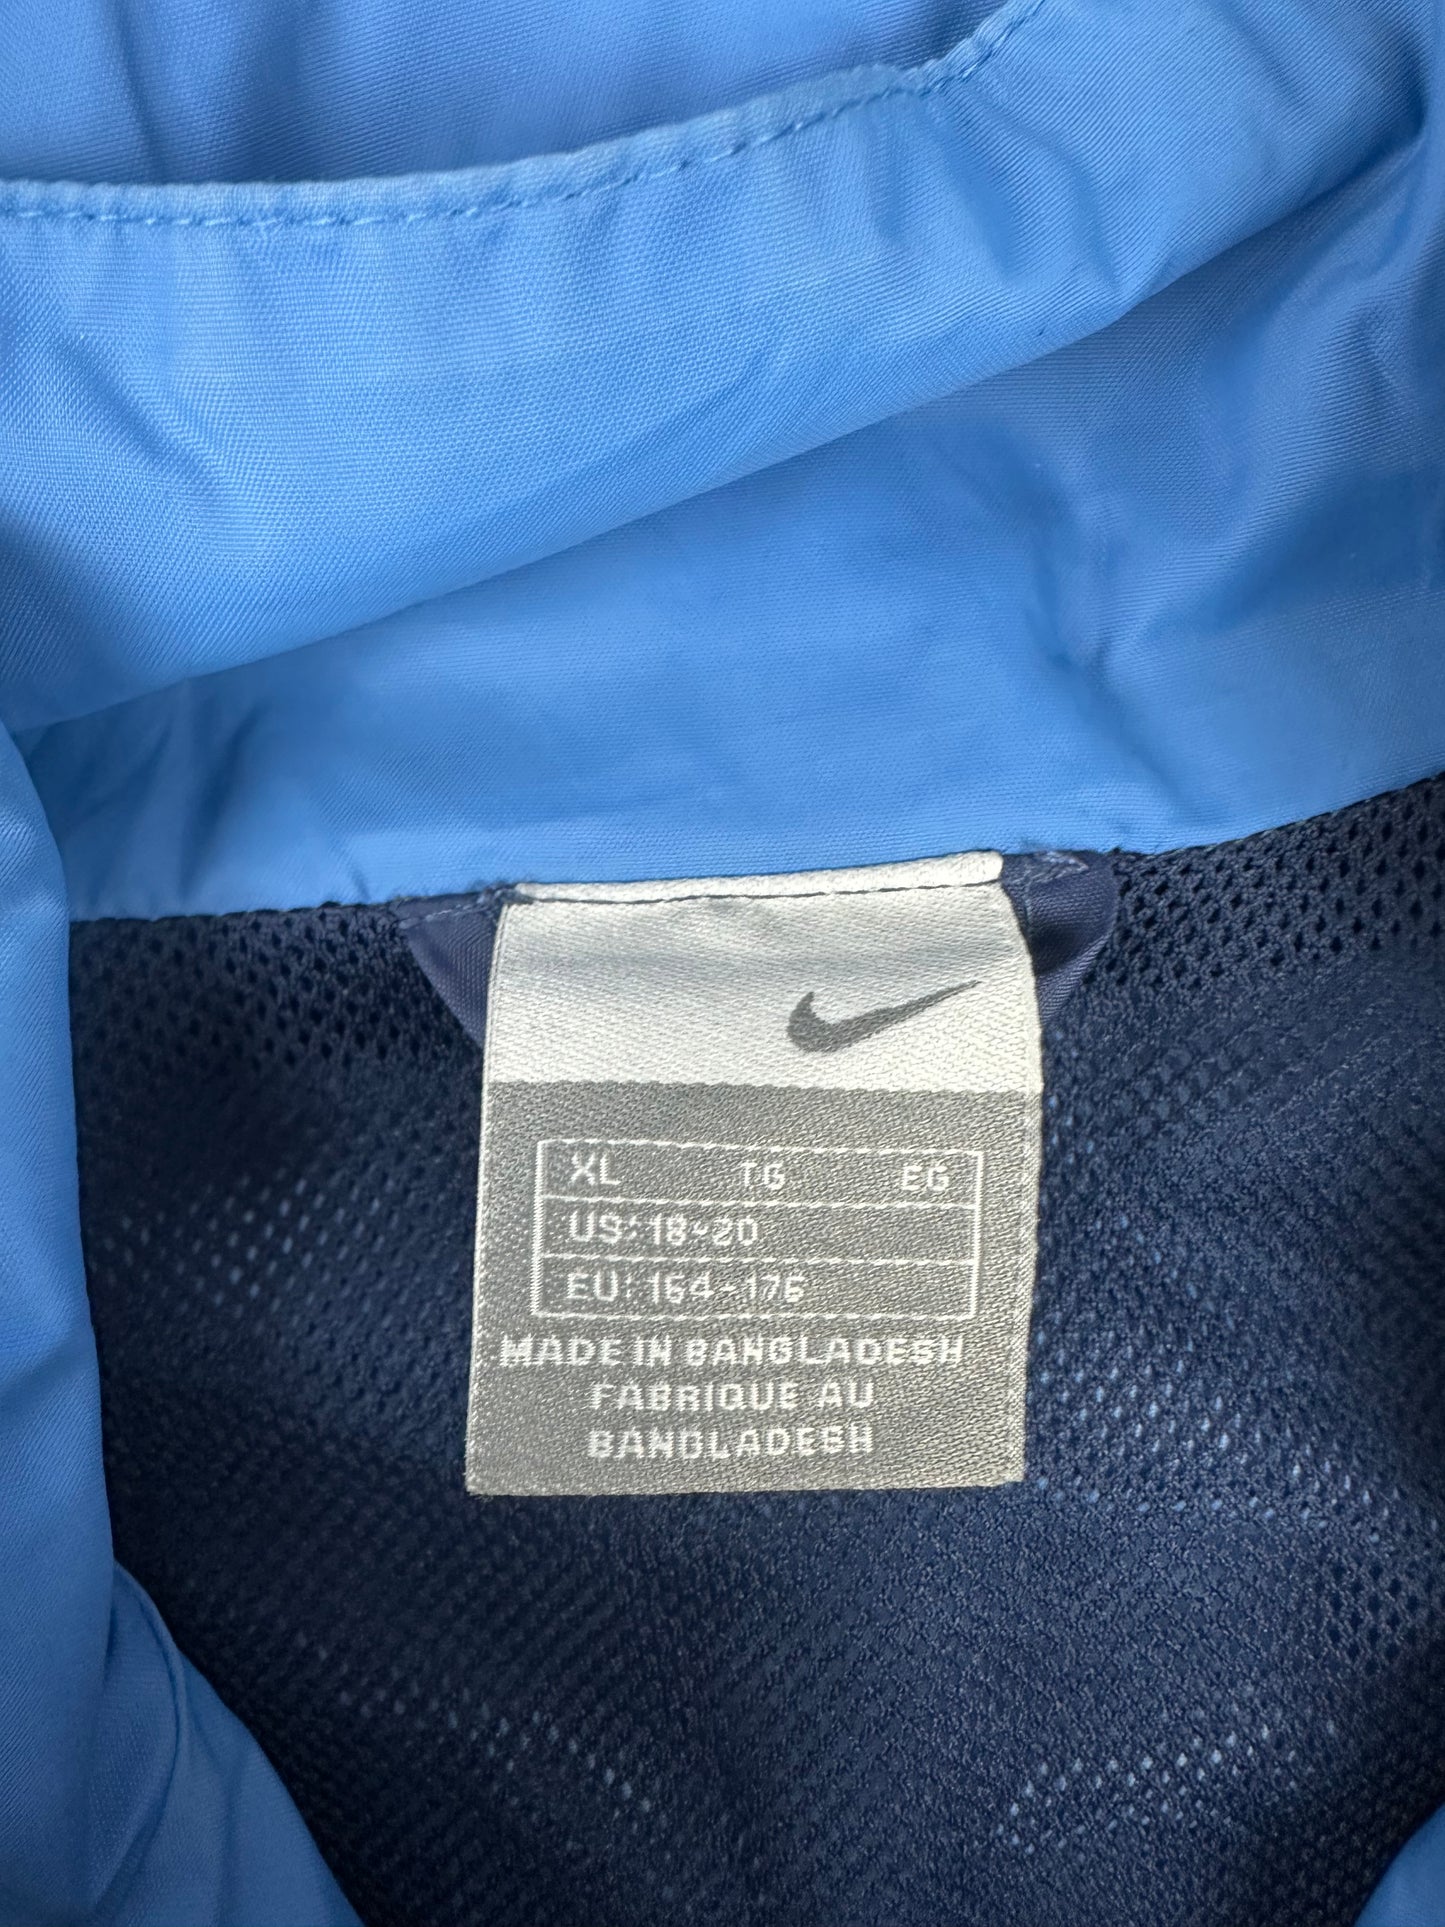 XL TG EG
US: 18-20
EU: 164-176
MADE IN BANGLADESH
FABRIQUE AU
BANGLADESH